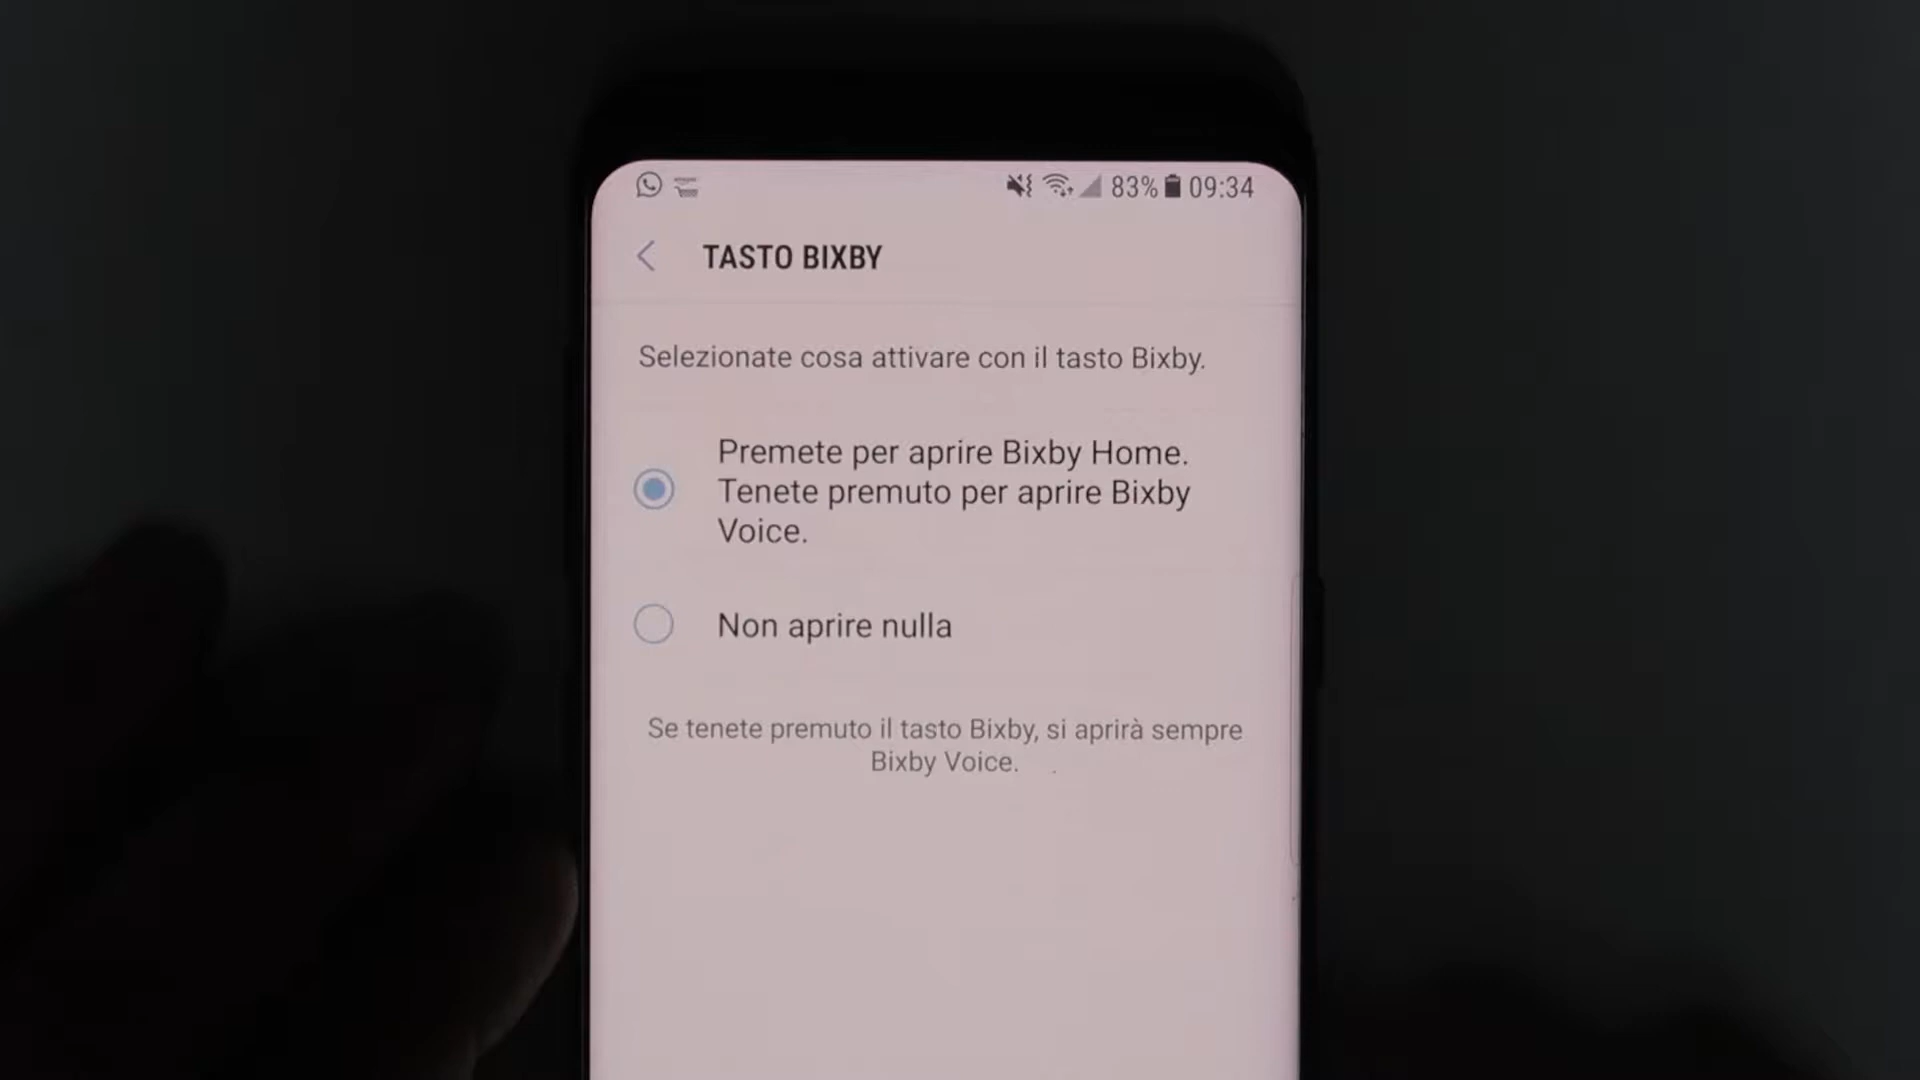 83% 09:34
TASTO BIXBY
Selezionate cosa attivare con il tasto Bixby.
Premete per aprire Bixby Home.
Tenete premuto per aprire Bixby
Voice.
Non aprire nulla
Se tenete premuto il tasto Bixby, si aprirà sempre
Bixby Voice.